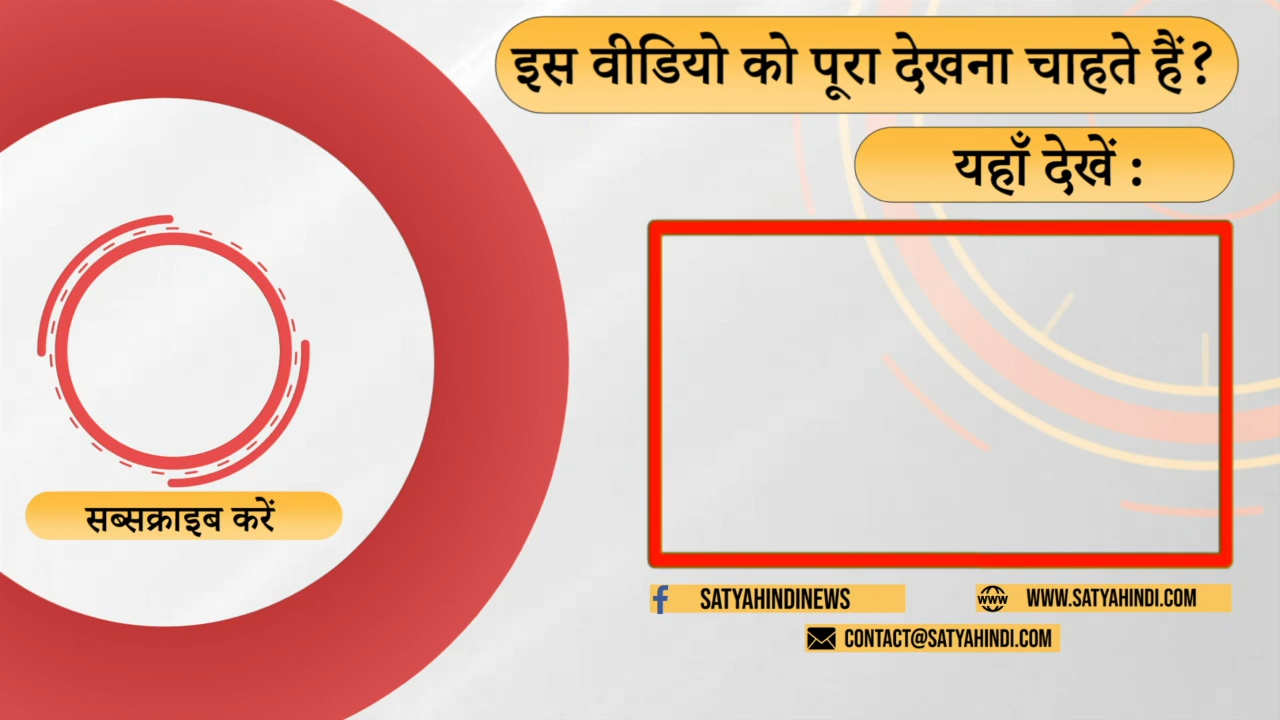 इस वीडियो को पूरा देखना चाहते हैं?
यहाँ देखें :
सब्सक्राइब करें
SATYAHINDINEWS
WWW.SATYAHINDI.COM
CONTACT@SATYAHINDI.COM